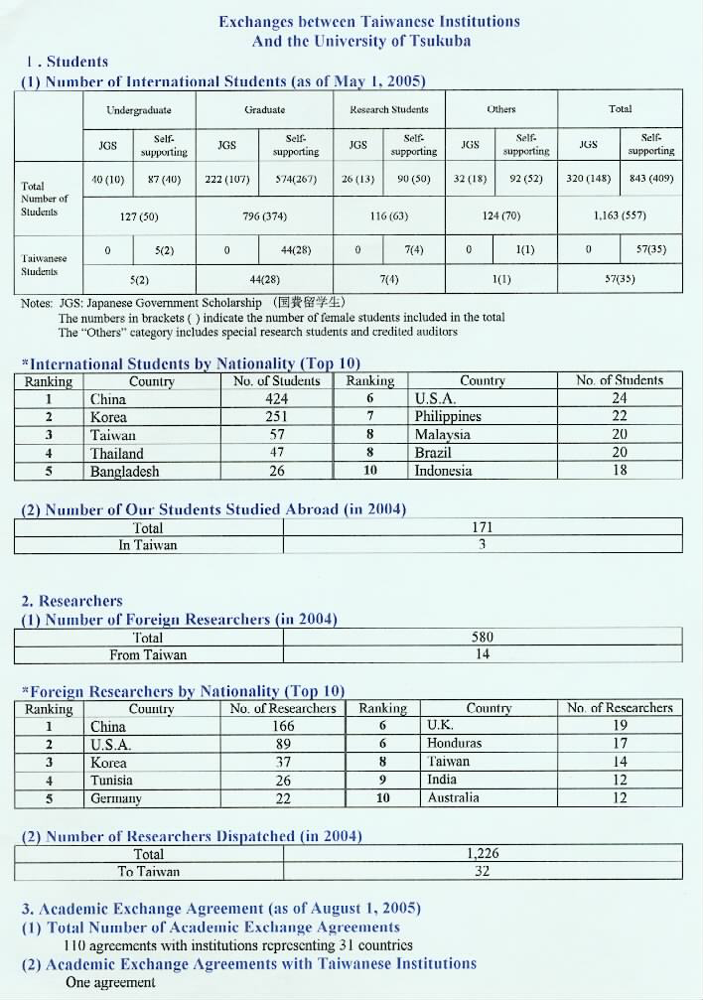 Exchanges between Taiwanese Institutions
And the University of Tsukuba
1. Students
(1) Number of International Students (as of May 1, 2005)
Undergraduate Graduate Research Students Others Total
JGS Self-supporting JGS Self-supporting JGS Self-supporting JGS Self-supporting JGS Self-supporting
Total Number of Students 40 (10) 87 (40) 222 (107) 574(267) 26 (13) 90 (50) 32 (18) 92 (52) 320 (148) 843 (409)
127 (50) 796 (374) 116 (63) 124 (70) 1,163 (557)
Taiwanese Students 0 5(2) 0 44(28) 0 7(4) 0 1(1) 0 57(35)
5(2) 44(28) 7(4) 1(1) 57(35)
Notes: JGS: Japanese Government Scholarship (国費留学生)
The numbers in brackets ( ) indicate the number of female students included in the total
The "Others" category includes special research students and credited auditors
*International Students by Nationality (Top 10)
Ranking Country No. of Students Ranking Country No. of Students
1 China 424 6 U.S.A. 24
2 Korea 251 7 Philippines 22
3 Taiwan 57 8 Malaysia 20
4 Thailand 47 8 Brazil 20
5 Bangladesh 26 10 Indonesia 18
(2) Number of Our Students Studied Abroad (in 2004)
Total 171
In Taiwan 3
2. Researchers
(1) Number of Foreign Researchers (in 2004)
Total 580
From Taiwan 14
*Foreign Researchers by Nationality (Top 10)
Ranking Country No. of Researchers Ranking Country No. of Researchers
1 China 166 6 U.K. 19
2 U.S.A. 89 6 Honduras 17
3 Korea 37 8 Taiwan 14
4 Tunisia 26 9 India 12
5 Germany 22 10 Australia 12
(2) Number of Researchers Dispatched (in 2004)
Total 1,226
To Taiwan 32
3. Academic Exchange Agreement (as of August 1, 2005)
(1) Total Number of Academic Exchange Agreements
110 agreements with institutions representing 31 countries
(2) Academic Exchange Agreements with Taiwanese Institutions
One agreement